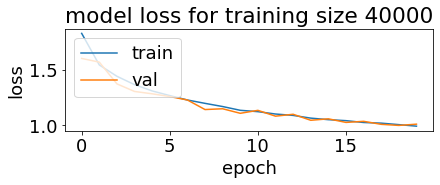 model loss for training size 40000
train
val
loss
1.5
1.0
0
5
10
15
epoch